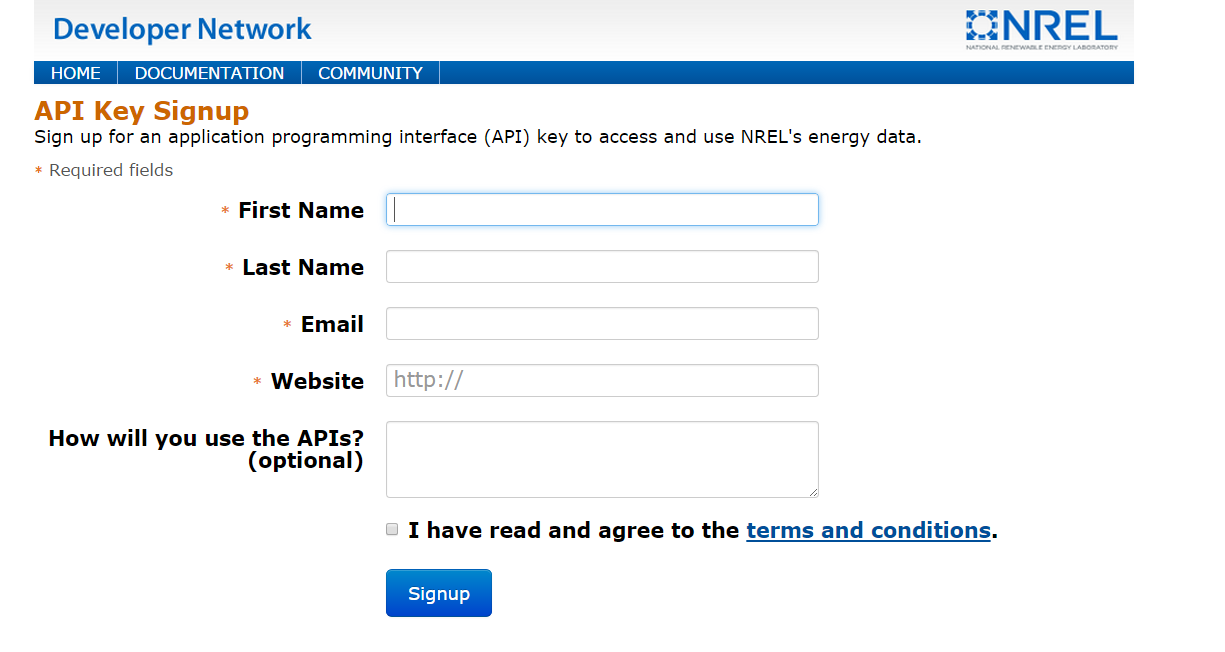 Developer Network
NREL
NATIONAL RENEWABLE ENERGY LABORATORY
HOME DOCUMENTATION COMMUNITY
API Key Signup
Sign up for an application programming interface (API) key to access and use NREL's energy data.
* Required fields
* First Name
* Last Name
* Email
* Website http://
How will you use the APIs?
(optional)
I have read and agree to the terms and conditions.
Signup